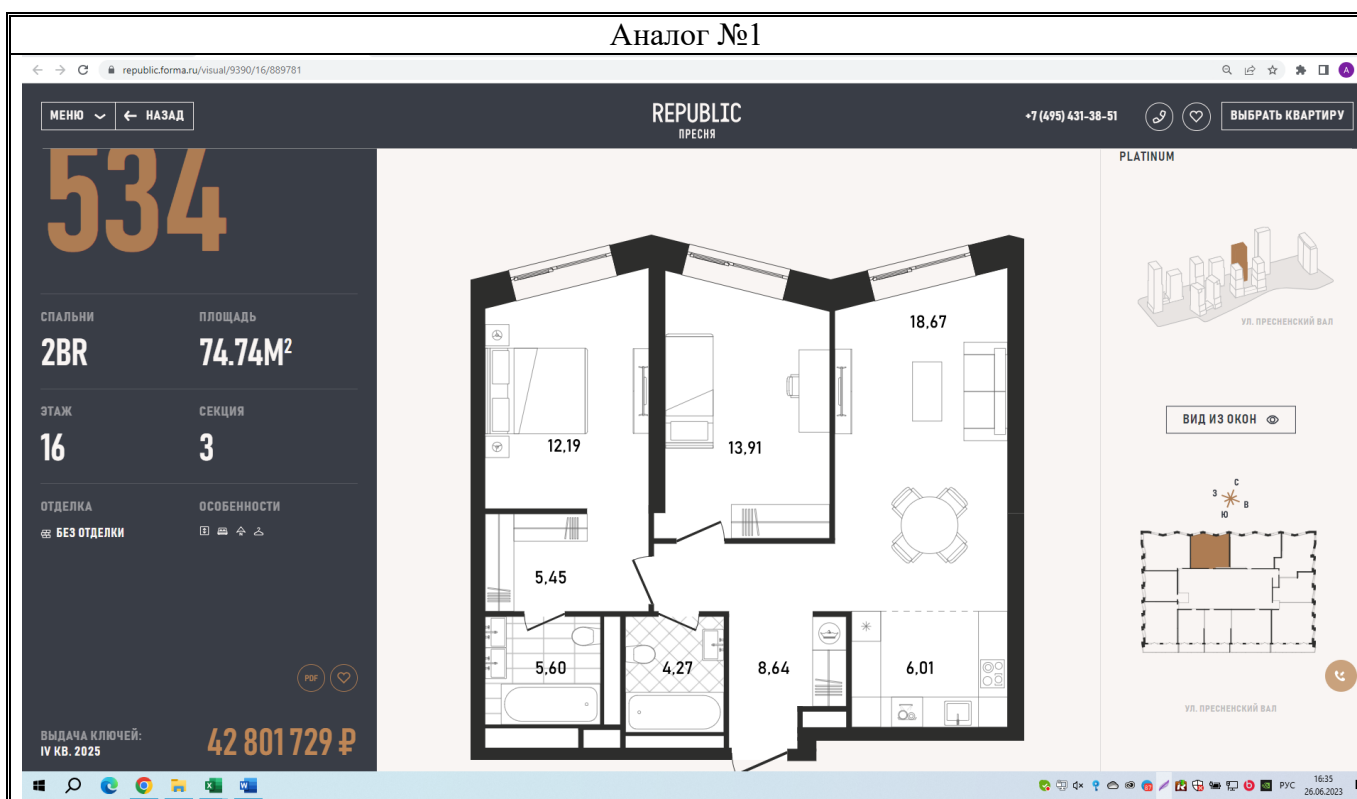 Аналог №1
republic.forma.ru/visual/9390/16/889781
A
МЕНЮ
← НАЗАД
REPUBLIC
ПРЕСНЯ
+7 (495) 431-38-51
ВЫБРАТЬ КВАРТИРУ
534
СПАЛЬНИ
ПЛОЩАДЬ
2BR
74.74М²
ЭТАЖ
СЕКЦИЯ
16
3
ОТДЕЛКА
ОСОБЕННОСТИ
БЕЗ ОТДЕЛКИ
PDF
ВЫДАЧА КЛЮЧЕЙ:
IV КВ. 2025
42 801 729 ₽
18,67
12,19
13,91
5,45
5,60
4,27
8,64
6,01
PLATINUM
УЛ. ПРЕСНЕНСКИЙ ВАЛ
ВИД ИЗ ОКОН
С
З
В
Ю
УЛ. ПРЕСНЕНСКИЙ ВАЛ
РУС
16:35
26.06.2023